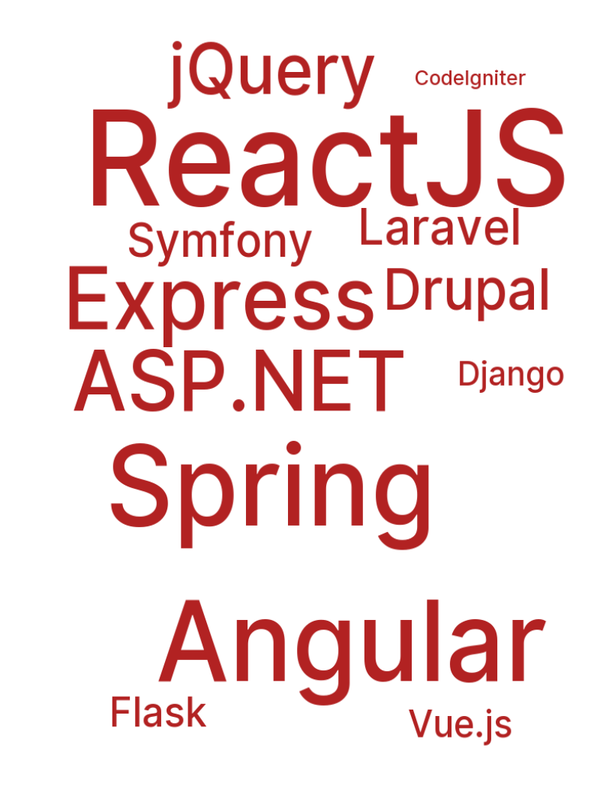 jQuery
CodeIgniter
ReactJS
Symfony
Laravel
Express
Drupal
ASP.NET
Django
Spring
Angular
Flask
Vue.js